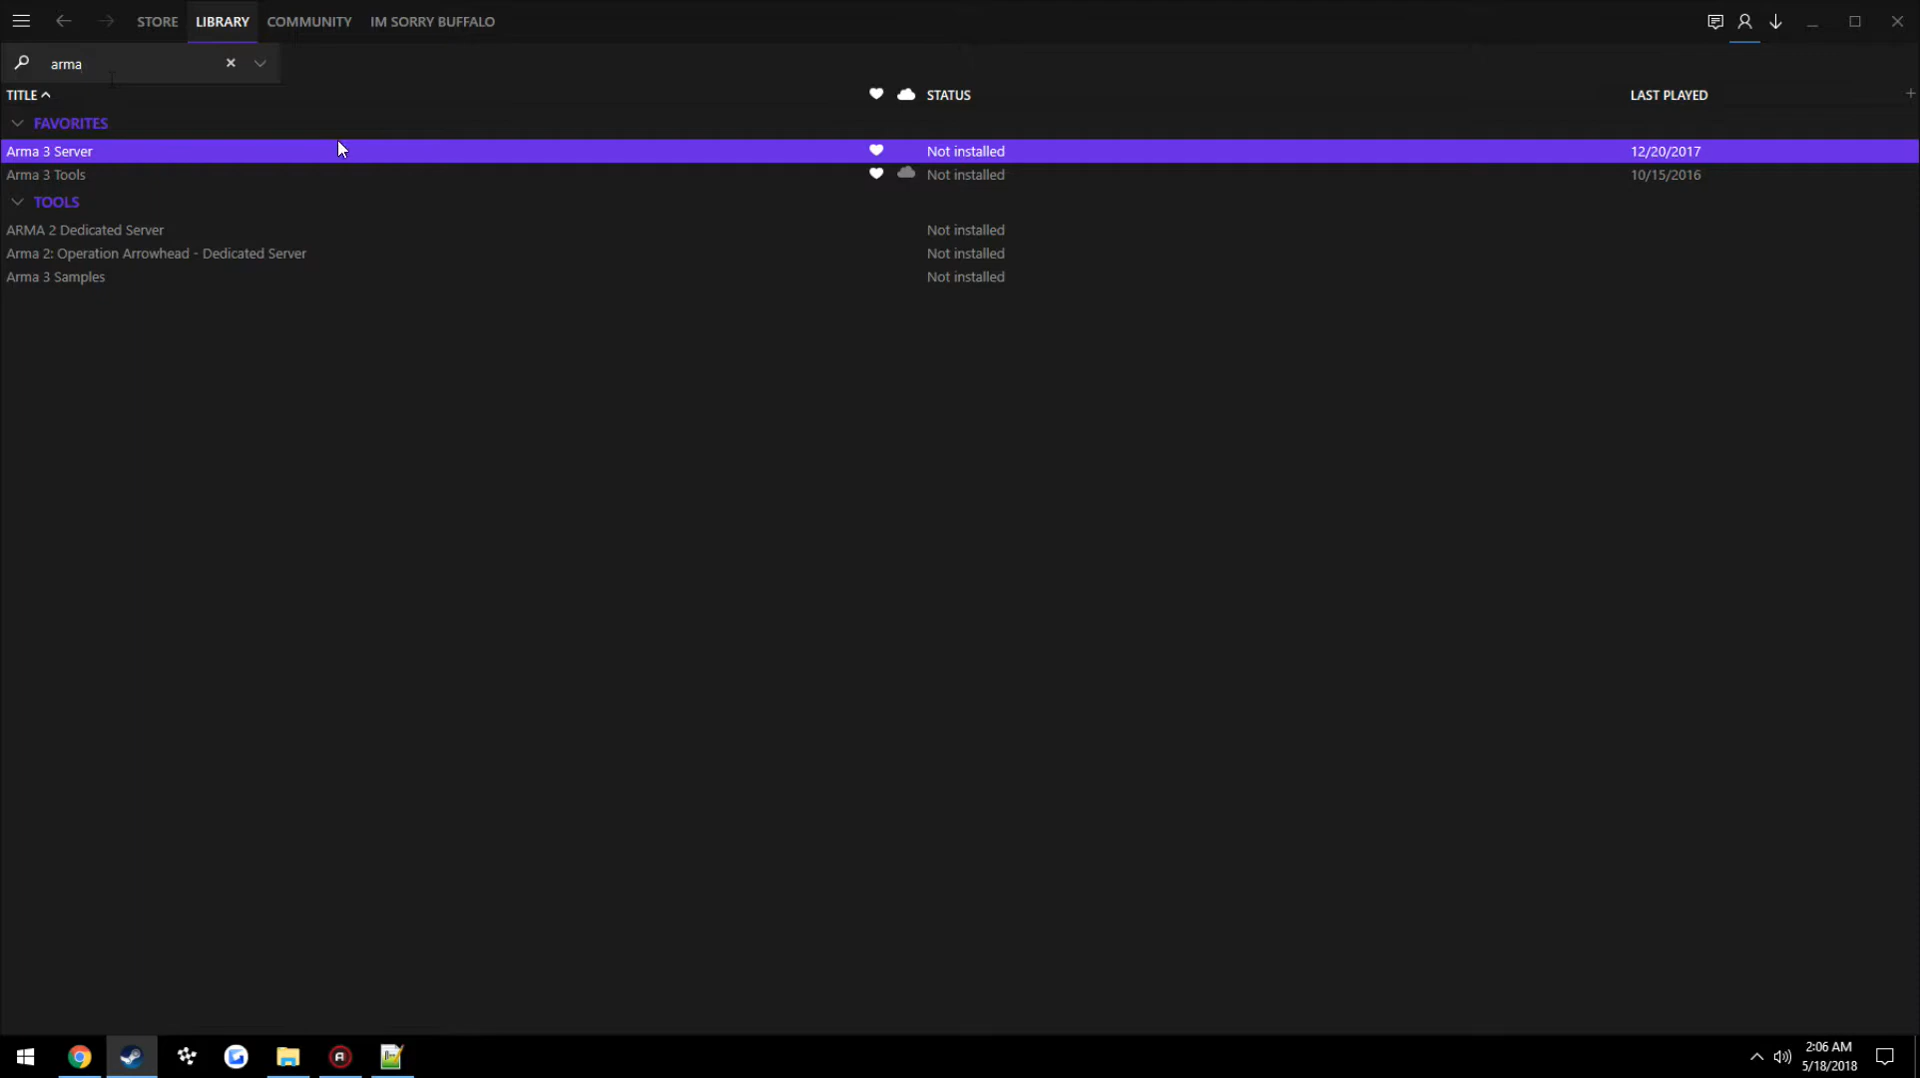 STORE LIBRARY COMMUNITY IM SORRY BUFFALO
arma
TITLE STATUS LAST PLAYED
FAVORITES
Arma 3 Server Not installed 12/20/2017
Arma 3 Tools Not installed 10/15/2016
TOOLS
ARMA 2 Dedicated Server Not installed
Arma 2: Operation Arrowhead - Dedicated Server Not installed
Arma 3 Samples Not installed
2:06 AM
5/18/2018